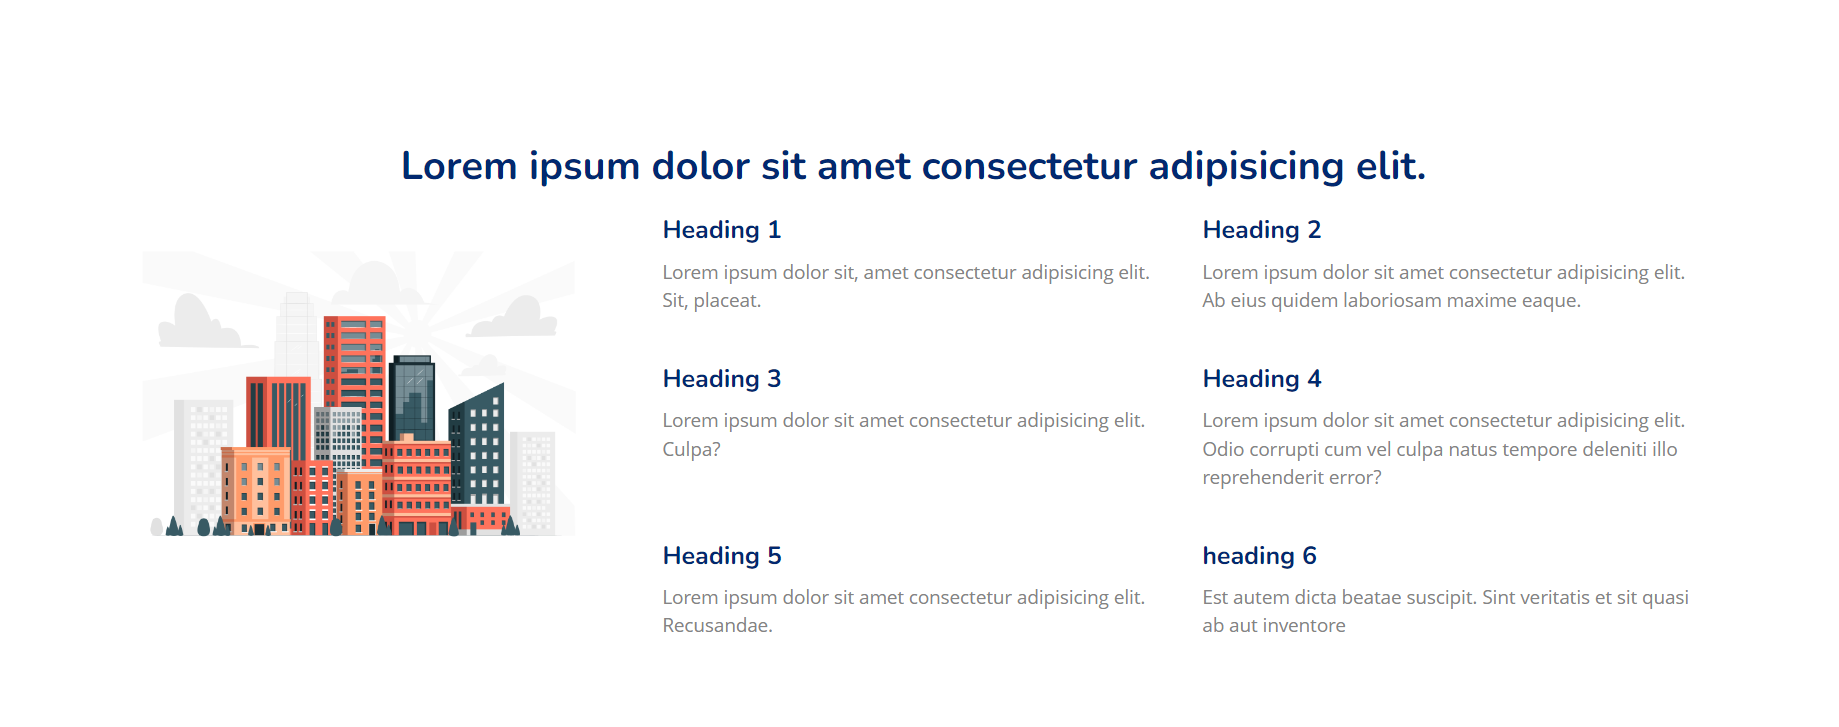 Lorem ipsum dolor sit amet consectetur adipisicing elit.
Heading 1
Lorem ipsum dolor sit, amet consectetur adipisicing elit.
Sit, placeat.
Heading 2
Lorem ipsum dolor sit amet consectetur adipisicing elit.
Ab eius quidem laboriosam maxime eaque.
Heading 3
Lorem ipsum dolor sit amet consectetur adipisicing elit.
Culpa?
Heading 4
Lorem ipsum dolor sit amet consectetur adipisicing elit.
Odio corrupti cum vel culpa natus tempore deleniti illo
reprehenderit error?
Heading 5
Lorem ipsum dolor sit amet consectetur adipisicing elit.
Recusandae.
heading 6
Est autem dicta beatae suscipit. Sint veritatis et sit quasi
ab aut inventore